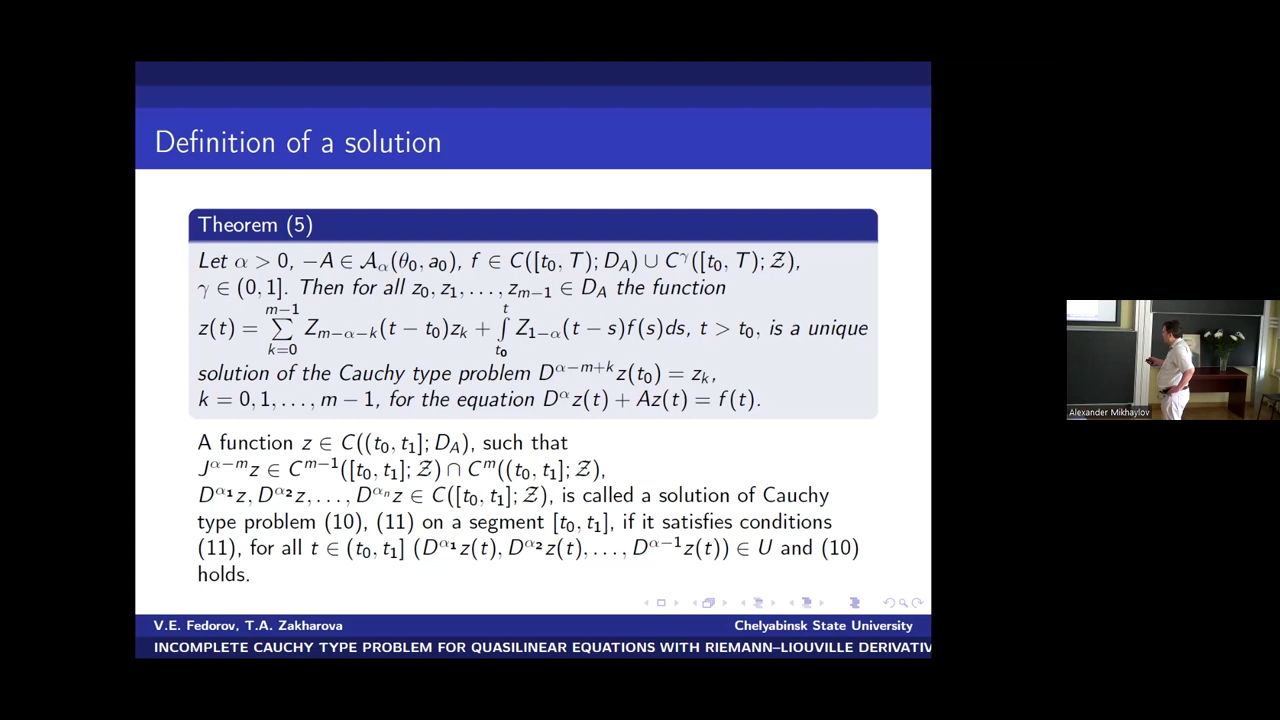 Definition of a solution
Theorem (5)
Let α > 0, −A ∈ 𝒜_α(θ₀, a₀), f ∈ C([t₀, T); D_A) ∪ C^γ([t₀, T); 𝒵),
γ ∈ (0, 1]. Then for all z₀, z₁, . . . , z_{m−1} ∈ D_A the function
z(t) = ∑_{k=0}^{m−1} Z_{m−α−k}(t − t₀)z_k + ∫_{t₀}^{t} Z_{1−α}(t − s)f(s)ds, t > t₀, is a unique
solution of the Cauchy type problem D^{α−m+k}z(t₀) = z_k,
k = 0, 1, . . . , m − 1, for the equation D^αz(t) + Az(t) = f(t).
A function z ∈ C((t₀, t₁]; D_A), such that
J^{α−m}z ∈ C^{m−1}([t₀, t₁]; 𝒵) ∩ C^m((t₀, t₁]; 𝒵),
D^{α₁}z, D^{α₂}z, . . . , D^{α_n}z ∈ C([t₀, t₁]; 𝒵), is called a solution of Cauchy
type problem (10), (11) on a segment [t₀, t₁], if it satisfies conditions
(11), for all t ∈ (t₀, t₁] (D^{α₁}z(t), D^{α₂}z(t), . . . , D^{α−1}z(t)) ∈ U and (10)
holds.
V.E. Fedorov, T.A. Zakharova
Chelyabinsk State University
INCOMPLETE CAUCHY TYPE PROBLEM FOR QUASILINEAR EQUATIONS WITH RIEMANN–LIOUVILLE DERIVATIV
Alexander Mikhaylov